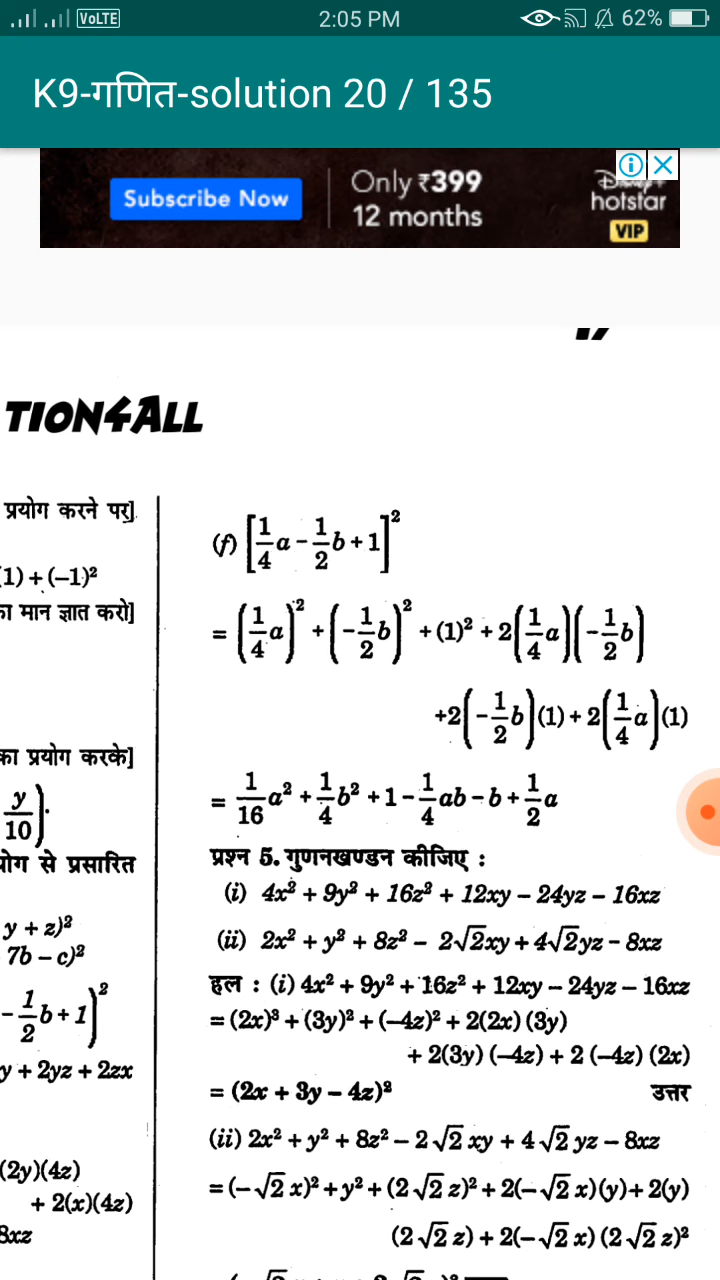 VoLTE 2:05 PM 62%
K9-गणित-solution 20 / 135
Subscribe Now
Only ₹399
12 months
Disney+
hotstar
VIP
TION4ALL
प्रयोग करने पर]
(1) + (−1)²
का मान ज्ञात करो]
का प्रयोग करके]
y/10).
योग से प्रसारित
y + z)²
7b − c)²
−1/2 b + 1)²
y + 2yz + 2zx
(2y)(4z)
+ 2(x)(4z)
8xz
(f) [1/4 a − 1/2 b + 1]²
= (1/4 a)² + (−1/2 b)² + (1)² + 2(1/4 a)(−1/2 b)
+2(−1/2 b)(1) + 2(1/4 a)(1)
= 1/16 a² + 1/4 b² + 1 − 1/4 ab − b + 1/2 a
प्रश्न 5. गुणनखण्डन कीजिए :
(i) 4x² + 9y² + 16z² + 12xy − 24yz − 16xz
(ii) 2x² + y² + 8z² − 2√2xy + 4√2yz − 8xz
हल : (i) 4x² + 9y² + 16z² + 12xy − 24yz − 16xz
= (2x)² + (3y)² + (−4z)² + 2(2x) (3y)
+ 2(3y) (−4z) + 2 (−4z) (2x)
= (2x + 3y − 4z)² उत्तर
(ii) 2x² + y² + 8z² − 2√2 xy + 4√2 yz − 8xz
= (−√2 x)² + y² + (2√2 z)² + 2(−√2 x)(y) + 2(y)
(2√2 z) + 2(−√2 x) (2√2 z)²